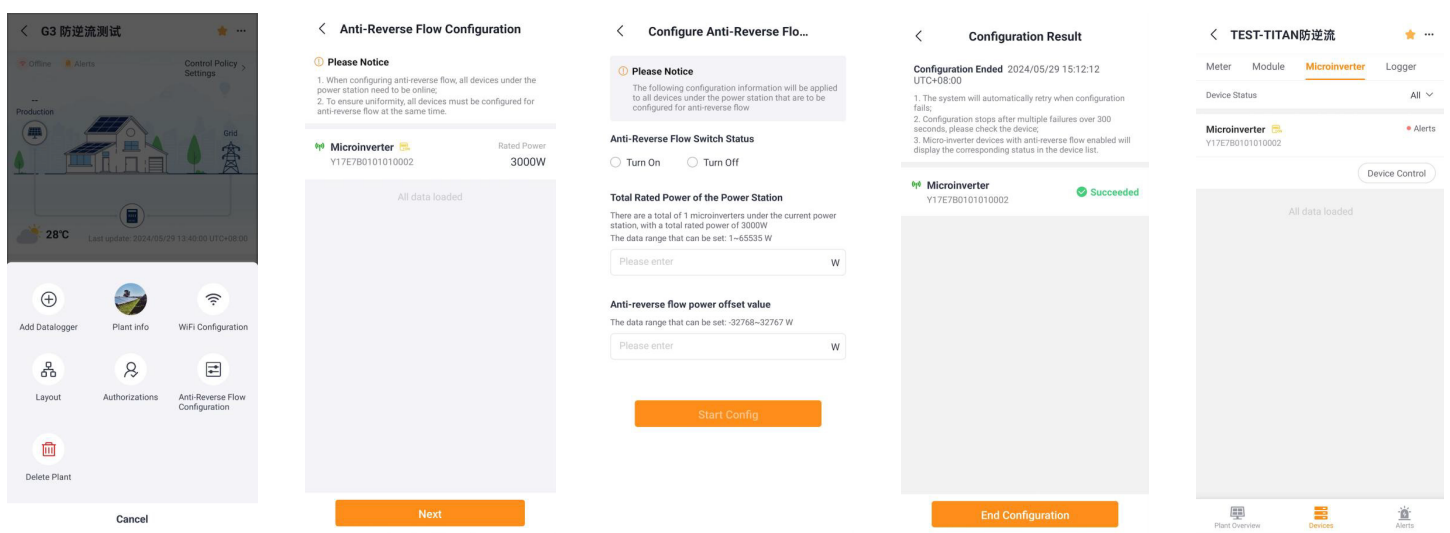 G3 防逆流测试
Offline
Alerts
Control Policy
Settings
--
Production
Grid
28℃
Last update: 2024/05/29 13:40:00 UTC+08:00
Add Datalogger
Plant info
WiFi Configuration
Layout
Authorizations
Anti-Reverse Flow
Configuration
Delete Plant
Cancel
Anti-Reverse Flow Configuration
Please Notice
1. When configuring anti-reverse flow, all devices under the
power station need to be online;
2. To ensure uniformity, all devices must be configured for
anti-reverse flow at the same time.
Microinverter
Rated Power
Y17E7B0101010002
3000W
All data loaded
Next
Configure Anti-Reverse Flo...
Please Notice
The following configuration information will be applied
to all devices under the power station that are to be
configured for anti-reverse flow
Anti-Reverse Flow Switch Status
Turn On
Turn Off
Total Rated Power of the Power Station
There are a total of 1 microinverters under the current power
station, with a total rated power of 3000W
The data range that can be set: 1~65535 W
Please enter
W
Anti-reverse flow power offset value
The data range that can be set: -32768~32767 W
Please enter
W
Start Config
Configuration Result
Configuration Ended 2024/05/29 15:12:12
UTC+08:00
1. The system will automatically retry when configuration
fails;
2. Configuration stops after multiple failures over 300
seconds, please check the device;
3. Micro-inverter devices with anti-reverse flow enabled will
display the corresponding status in the device list.
Microinverter
Y17E7B0101010002
Succeeded
End Configuration
TEST-TITAN防逆流
Meter
Module
Microinverter
Logger
Device Status
All
Microinverter
Alerts
Y17E7B0101010002
Device Control
All data loaded
Plant Overview
Devices
Alerts